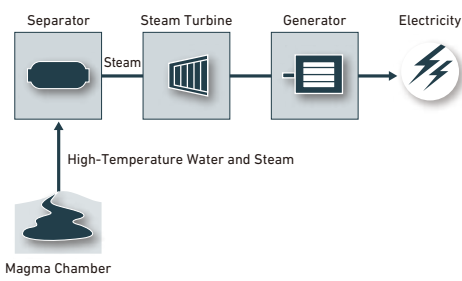 Separator
Steam Turbine
Generator
Electricity
Steam
High-Temperature Water and Steam
Magma Chamber